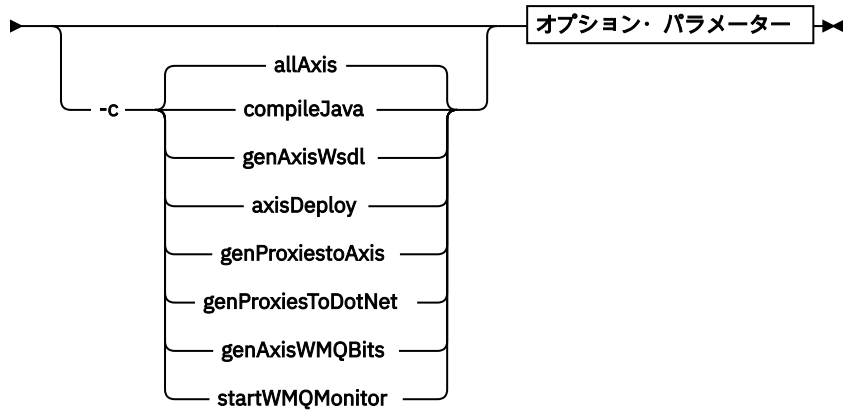 オプション・パラメーター
allAxis
-c
compileJava
genAxisWsdl
axisDeploy
genProxiestoAxis
genProxiesToDotNet
genAxisWMQBits
startWMQMonitor